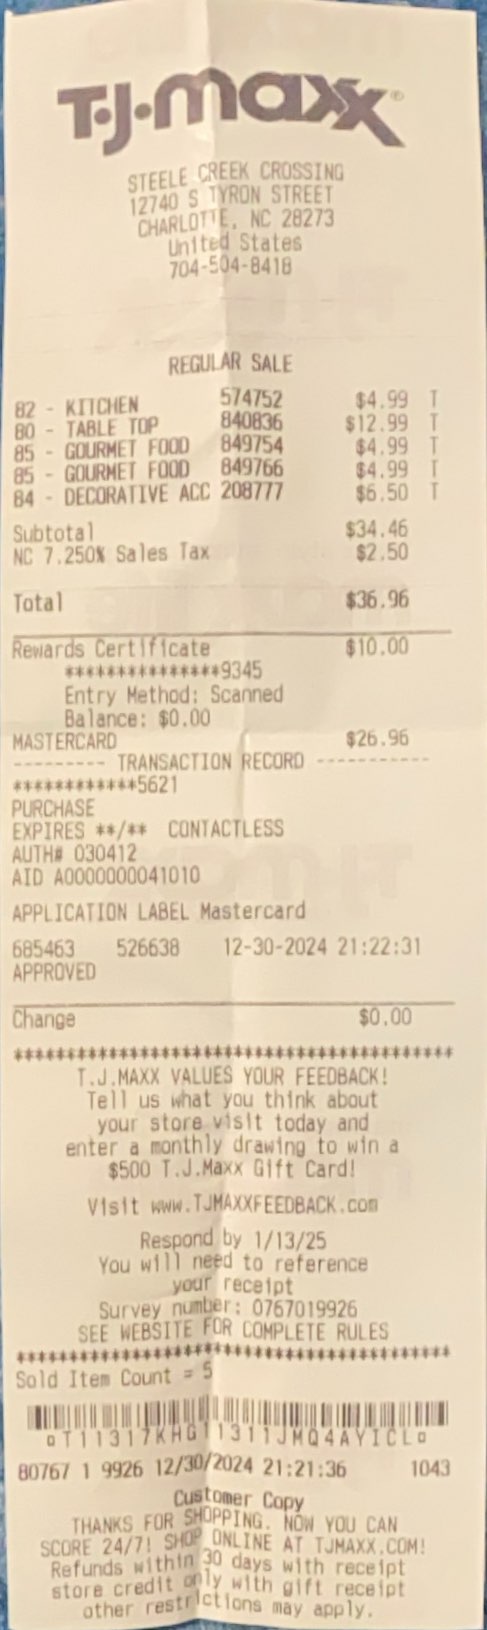 T·J·maxx®
STEELE CREEK CROSSING
12740 S TYRON STREET
CHARLOTTE, NC 28273
United States
704-504-8418
REGULAR SALE
82 - KITCHEN 574752 $4.99 T
80 - TABLE TOP 840836 $12.99 T
85 - GOURMET FOOD 849754 $4.99 T
85 - GOURMET FOOD 849766 $4.99 T
84 - DECORATIVE ACC 208777 $6.50 T
Subtotal $34.46
NC 7.250% Sales Tax $2.50
Total $36.96
Rewards Certificate $10.00
***************9345
Entry Method: Scanned
Balance: $0.00
MASTERCARD $26.96
--------- TRANSACTION RECORD -----------
************5621
PURCHASE
EXPIRES **/** CONTACTLESS
AUTH# 030412
AID A0000000041010
APPLICATION LABEL Mastercard
685463 526638 12-30-2024 21:22:31
APPROVED
Change $0.00
******************************************
T.J.MAXX VALUES YOUR FEEDBACK!
Tell us what you think about
your store visit today and
enter a monthly drawing to win a
$500 T.J.Maxx Gift Card!
Visit www.TJMAXXFEEDBACK.com
Respond by 1/13/25
You will need to reference
your receipt
Survey number: 0767019926
SEE WEBSITE FOR COMPLETE RULES
******************************************
Sold Item Count = 5
¤T11317KHG11311JMQ4AYICL¤
80767 1 9926 12/30/2024 21:21:36 1043
Customer Copy
THANKS FOR SHOPPING. NOW YOU CAN
SCORE 24/7! SHOP ONLINE AT TJMAXX.COM!
Refunds within 30 days with receipt
store credit only with gift receipt
other restrictions may apply.